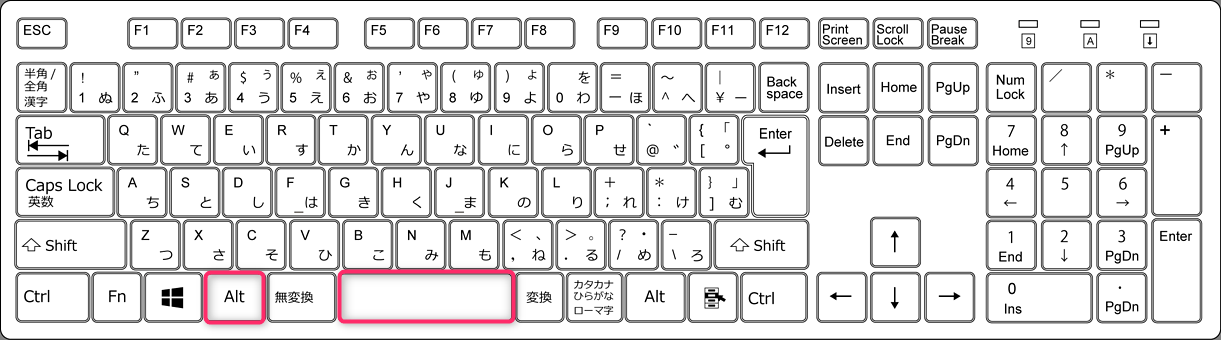 ESC F1 F2 F3 F4 F5 F6 F7 F8 F9 F10 F11 F12 Print Screen Scroll Lock Pause Break 9 A ⬇
半角/ 全角 漢字 ! 1 ぬ " 2 ふ # ぁ 3 あ $ ぅ 4 う % ぇ 5 え & ぉ 6 お ' ゃ 7 や ( ゅ 8 ゆ ) ょ 9 よ を 0 わ = ー ほ ～ ^ へ | ¥ ー Back space Insert Home PgUp Num Lock ／ * ー
Tab Q た W て E い R す T か Y ん U な I に O ら P せ ` @ ゛ { 「 [ ° Enter Delete End PgDn 7 Home 8 ↑ 9 PgUp +
Caps Lock 英数 A ち S と D し F _は G き H く J _ま K の L り + ; れ * : け } 」 ] む 4 ← 5 6 →
Shift Z つ X さ C そ V ひ B こ N み M も < 、 , ね > 。 . る ? ・ / め _ \ ろ Shift ↑ 1 End 2 ↓ 3 PgDn Enter
Ctrl Fn Alt 無変換 変換 カタカナ ひらがな ローマ字 Alt Ctrl ← ↓ → 0 Ins . PgDn